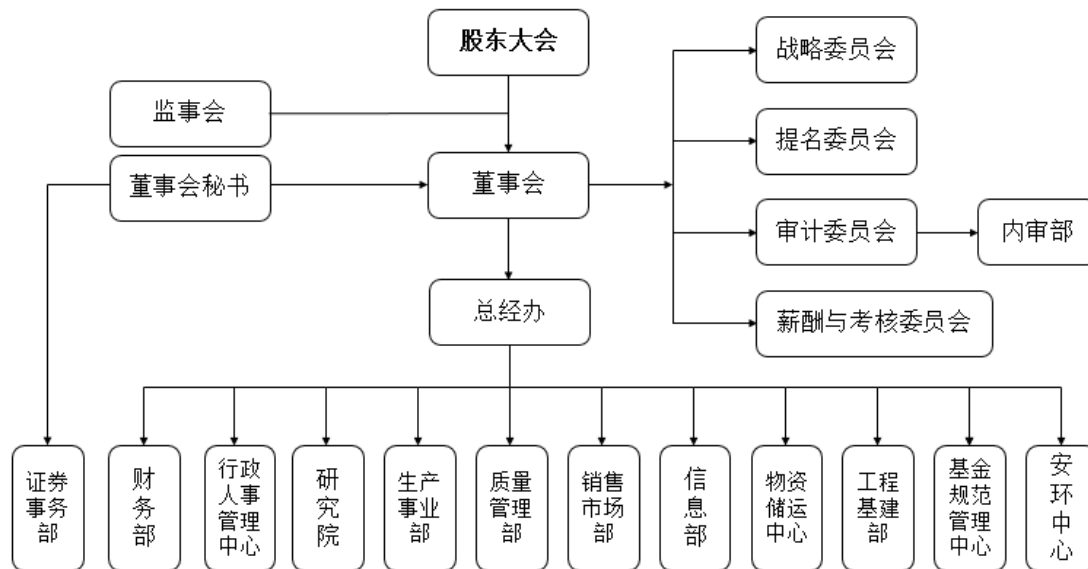 股东大会
战略委员会
监事会
提名委员会
董事会秘书
董事会
审计委员会
内审部
总经办
薪酬与考核委员会
证券
事务
部
财
务
部
行政
人事
管理
中心
研
究
院
生产
事业
部
质量
管理
部
销售
市场
部
信
息
部
物资
储运
中心
工程
基建
部
基金
规范
管理
中心
安
环
中
心